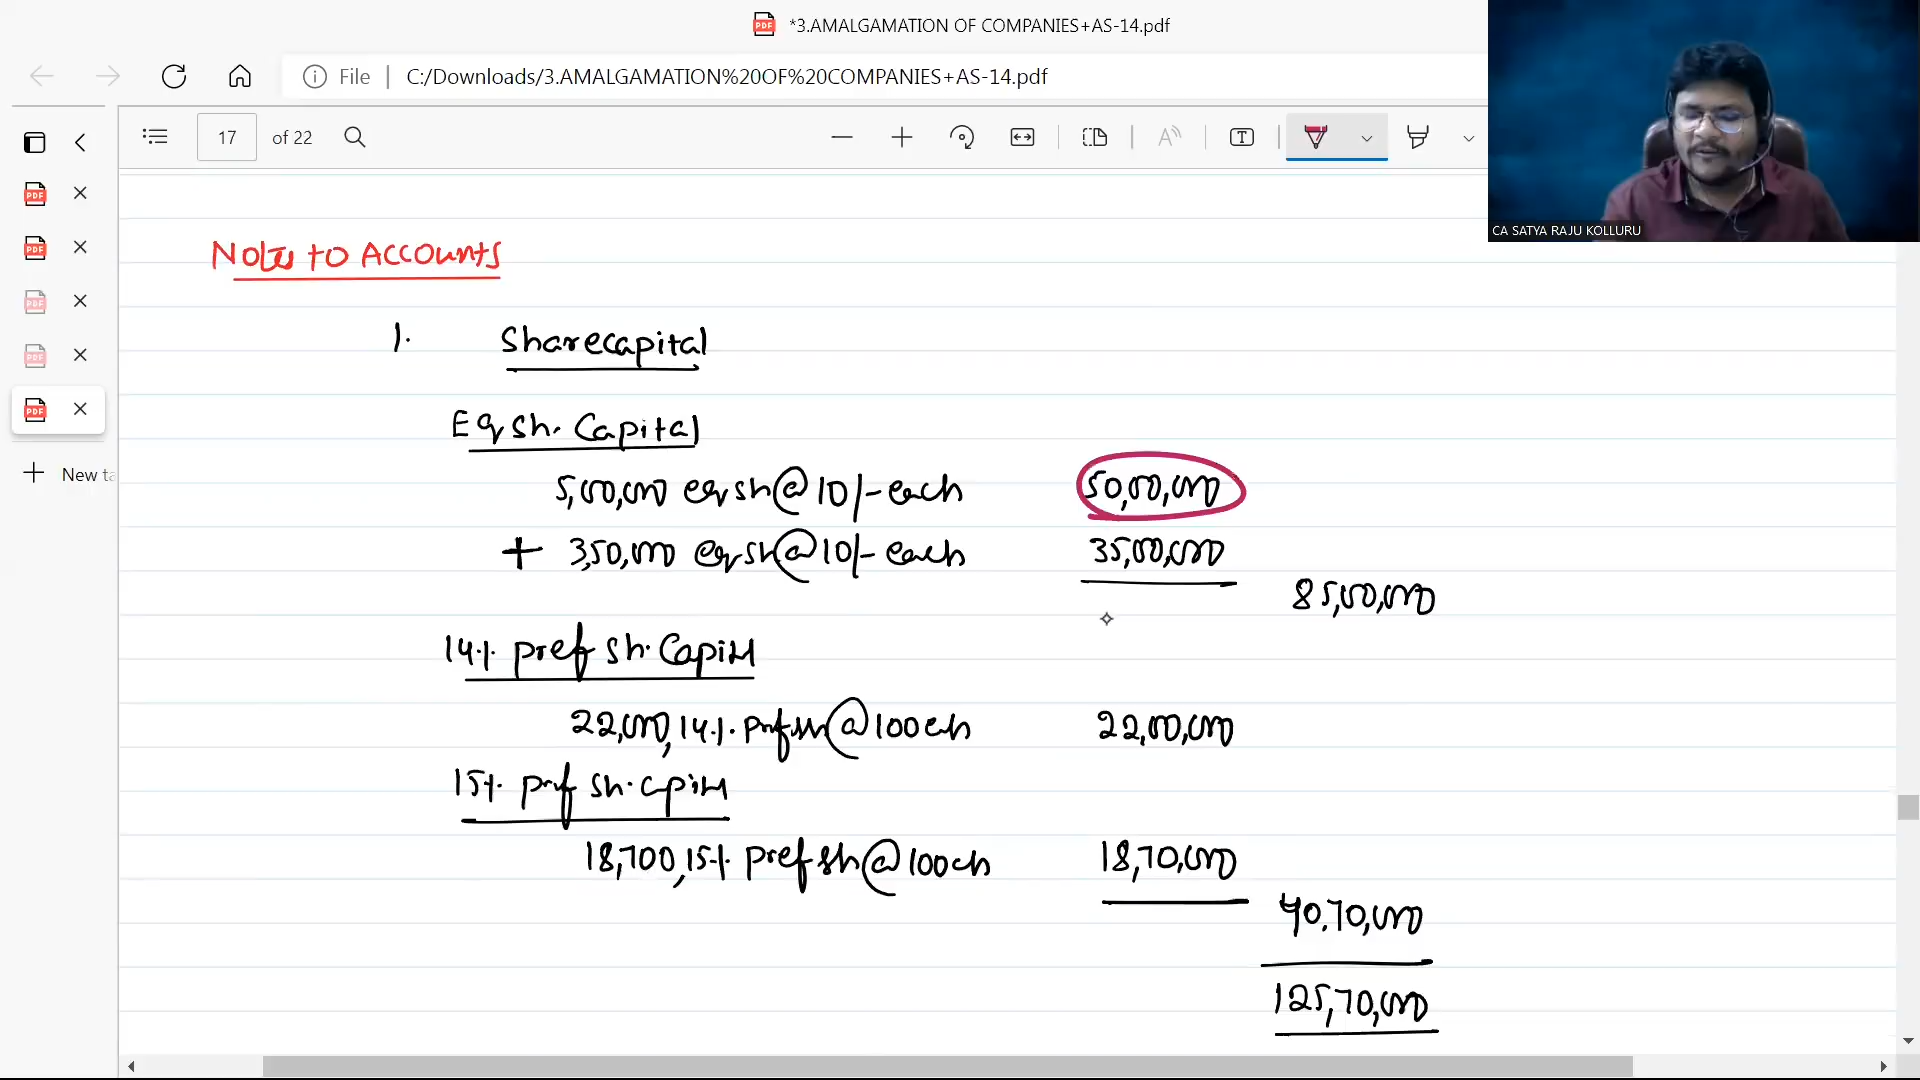 *3.AMALGAMATION OF COMPANIES+AS-14.pdf
File | C:/Downloads/3.AMALGAMATION%20OF%20COMPANIES+AS-14.pdf
17 of 22
CA SATYA RAJU KOLLURU
New ta
Notes to Accounts
1. Sharecapital
Eq sh. Capital
5,00,000 eq sh @ 10/- each 50,00,000
+ 3,50,000 eq sh @ 10/- each 35,00,000
85,00,000
14%. pref sh. Capital
22,000, 14%. pref sh @ 100 each 22,00,000
15%. pref sh. capital
18,700, 15% pref sh @ 100 each 18,70,000
40,70,000
125,70,000